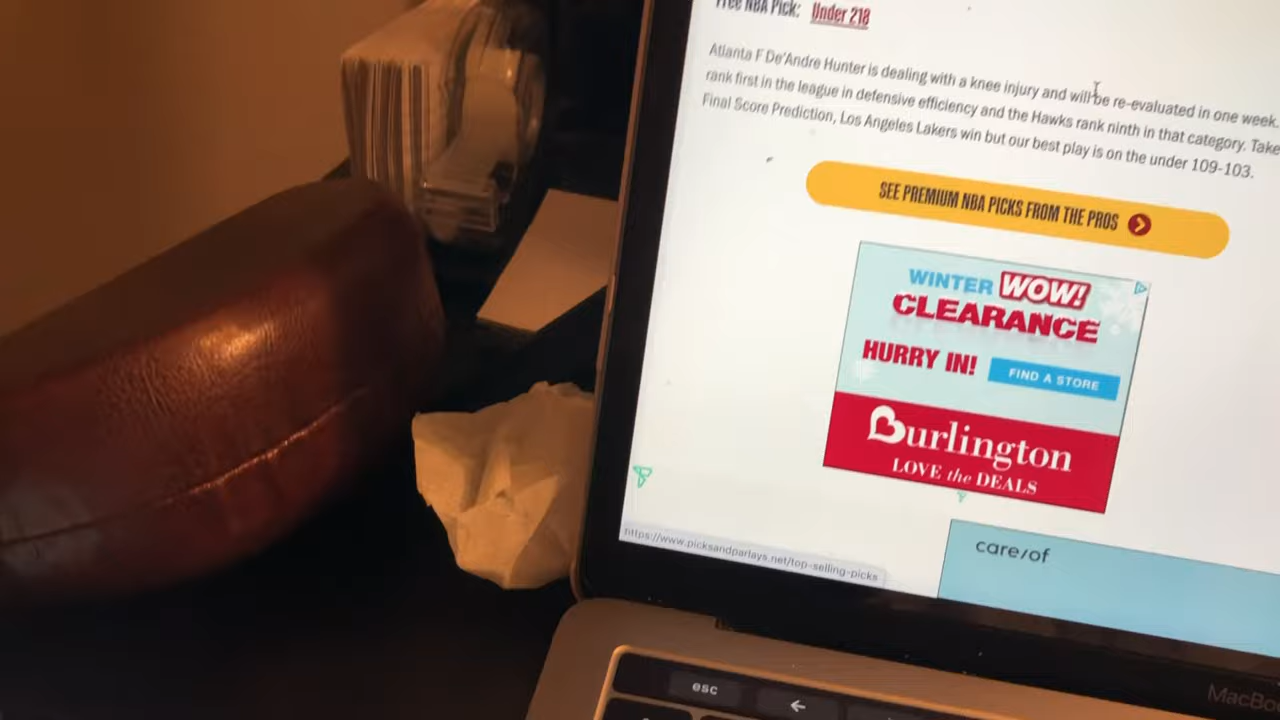 Free NBA Pick: Under 218
Atlanta F De'Andre Hunter is dealing with a knee injury and will be re-evaluated in one week.
rank first in the league in defensive efficiency and the Hawks rank ninth in that category. Take
Final Score Prediction, Los Angeles Lakers win but our best play is on the under 109-103.
SEE PREMIUM NBA PICKS FROM THE PROS
WINTER WOW!
CLEARANCE
HURRY IN! FIND A STORE
Burlington
LOVE the DEALS
https://www.picksandparlays.net/top-selling-picks
care/of
MacBo
esc